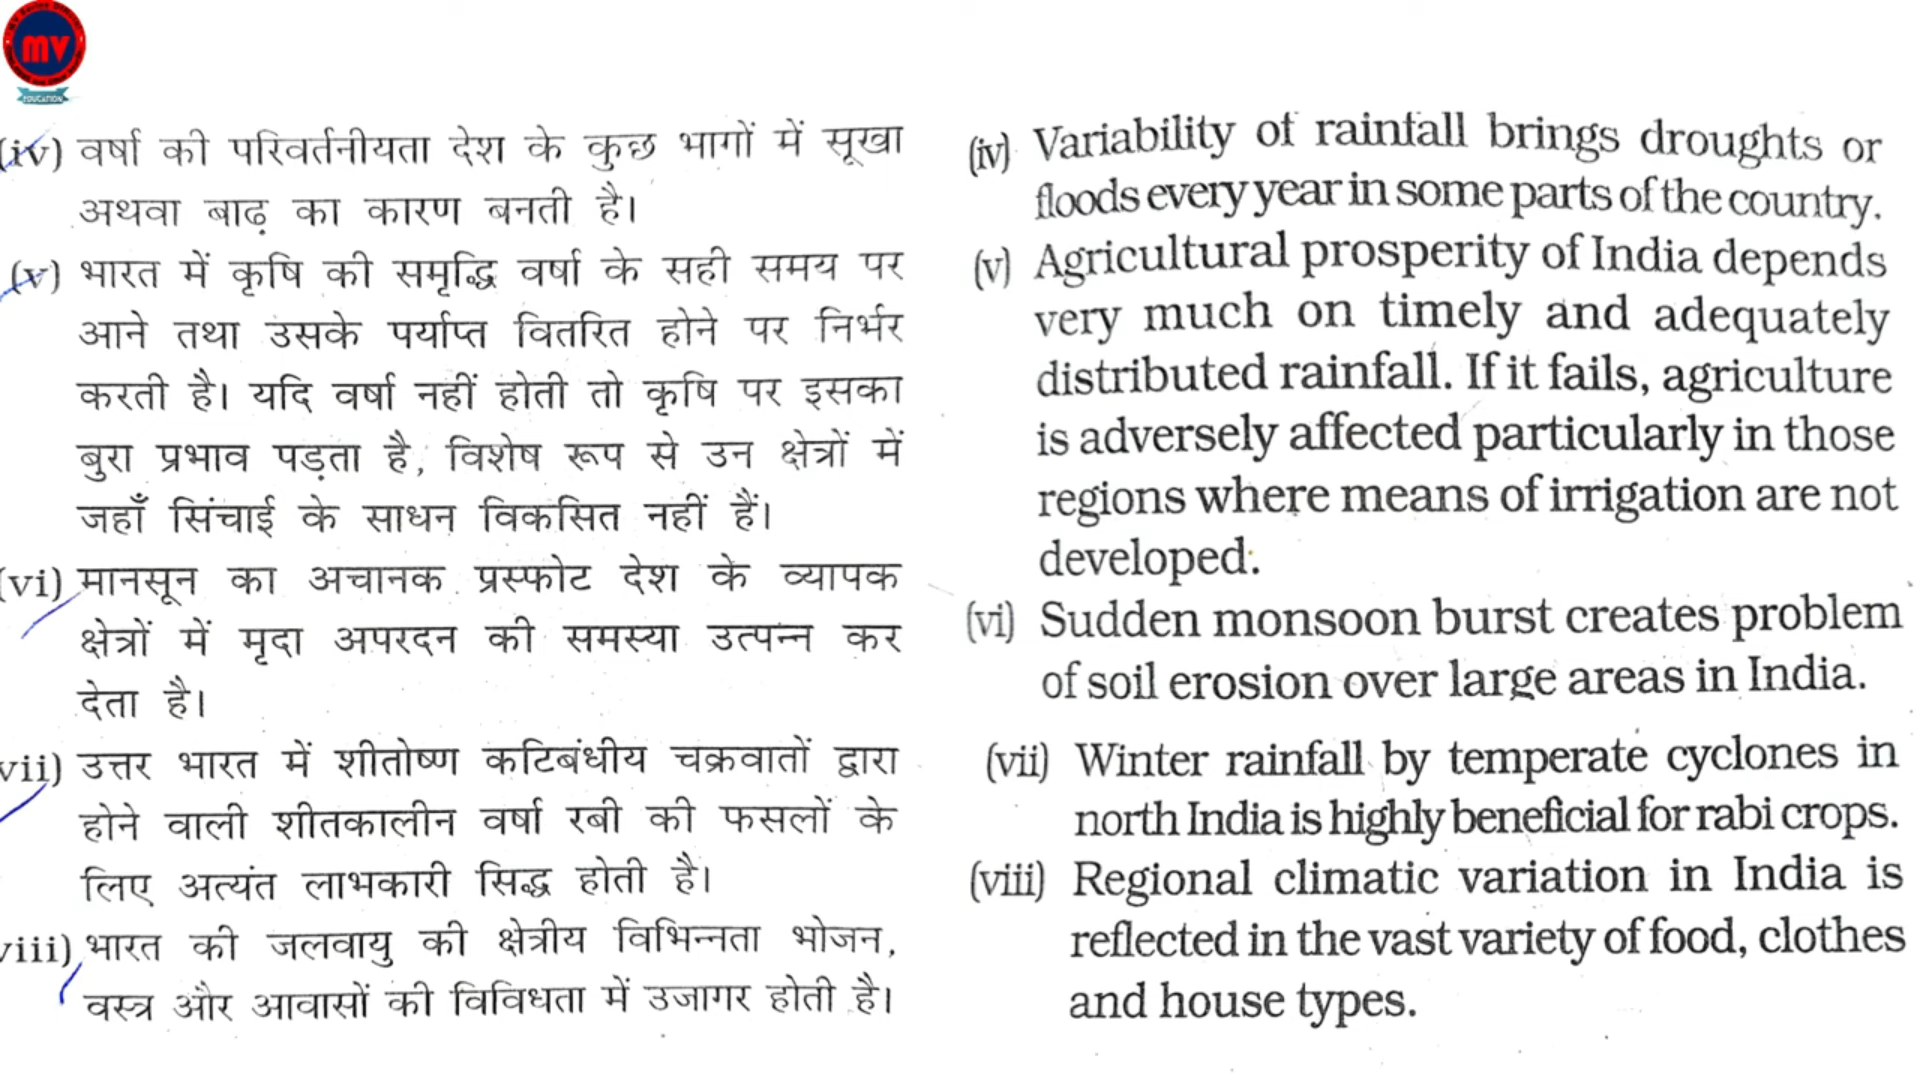 MV
EDUCATION
(iv) वर्षा की परिवर्तनीयता देश के कुछ भागों में सूखा
अथवा बाढ़ का कारण बनती है।
(v) भारत में कृषि की समृद्धि वर्षा के सही समय पर
आने तथा उसके पर्याप्त वितरित होने पर निर्भर
करती है। यदि वर्षा नहीं होती तो कृषि पर इसका
बुरा प्रभाव पड़ता है, विशेष रूप से उन क्षेत्रों में
जहाँ सिंचाई के साधन विकसित नहीं हैं।
(vi) मानसून का अचानक प्रस्फोट देश के व्यापक
क्षेत्रों में मृदा अपरदन की समस्या उत्पन्न कर
देता है।
vii) उत्तर भारत में शीतोष्ण कटिबंधीय चक्रवातों द्वारा
होने वाली शीतकालीन वर्षा रबी की फसलों के
लिए अत्यंत लाभकारी सिद्ध होती है।
viii) भारत की जलवायु की क्षेत्रीय विभिन्नता भोजन,
वस्त्र और आवासों की विविधता में उजागर होती है।
(iv) Variability of rainfall brings droughts or
floods every year in some parts of the country.
(v) Agricultural prosperity of India depends
very much on timely and adequately
distributed rainfall. If it fails, agriculture
is adversely affected particularly in those
regions where means of irrigation are not
developed.
(vi) Sudden monsoon burst creates problem
of soil erosion over large areas in India.
(vii) Winter rainfall by temperate cyclones in
north India is highly beneficial for rabi crops.
(viii) Regional climatic variation in India is
reflected in the vast variety of food, clothes
and house types.